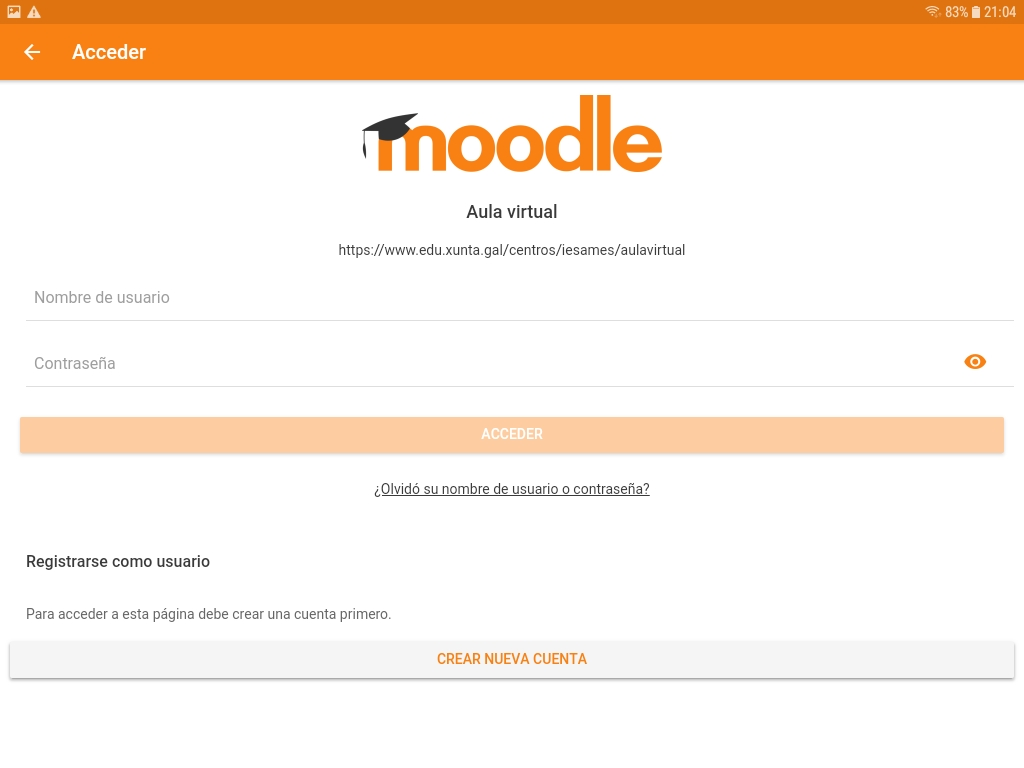 83% 21:04
Acceder
moodle
Aula virtual
https://www.edu.xunta.gal/centros/iesames/aulavirtual
Nombre de usuario
Contraseña
ACCEDER
¿Olvidó su nombre de usuario o contraseña?
Registrarse como usuario
Para acceder a esta página debe crear una cuenta primero.
CREAR NUEVA CUENTA